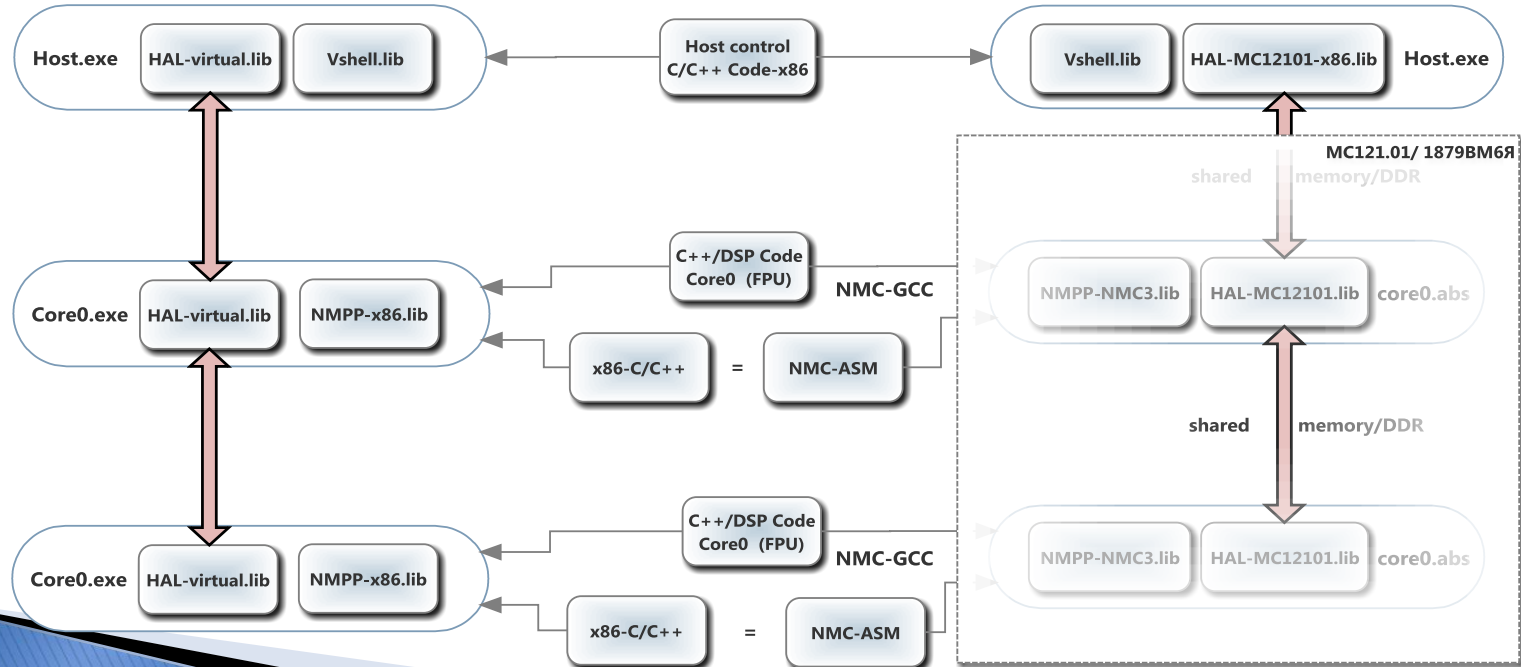 Host.exe
HAL-virtual.lib
Vshell.lib
Host control
C/C++ Code-x86
Vshell.lib
HAL-MC12101-x86.lib
Host.exe
MC121.01/ 1879ВМ6Я
shared memory/DDR
Core0.exe
HAL-virtual.lib
NMPP-x86.lib
C++/DSP Code
Core0 (FPU)
NMC-GCC
NMPP-NMC3.lib
HAL-MC12101.lib
core0.abs
x86-C/C++
=
NMC-ASM
shared memory/DDR
Core0.exe
HAL-virtual.lib
NMPP-x86.lib
C++/DSP Code
Core0 (FPU)
NMC-GCC
NMPP-NMC3.lib
HAL-MC12101.lib
core0.abs
x86-C/C++
=
NMC-ASM